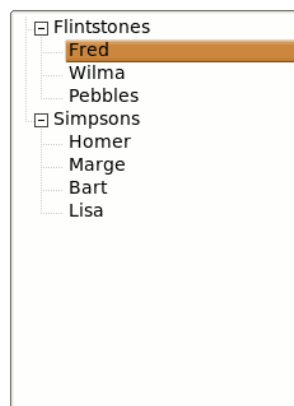 Flintstones
Fred
Wilma
Pebbles
Simpsons
Homer
Marge
Bart
Lisa